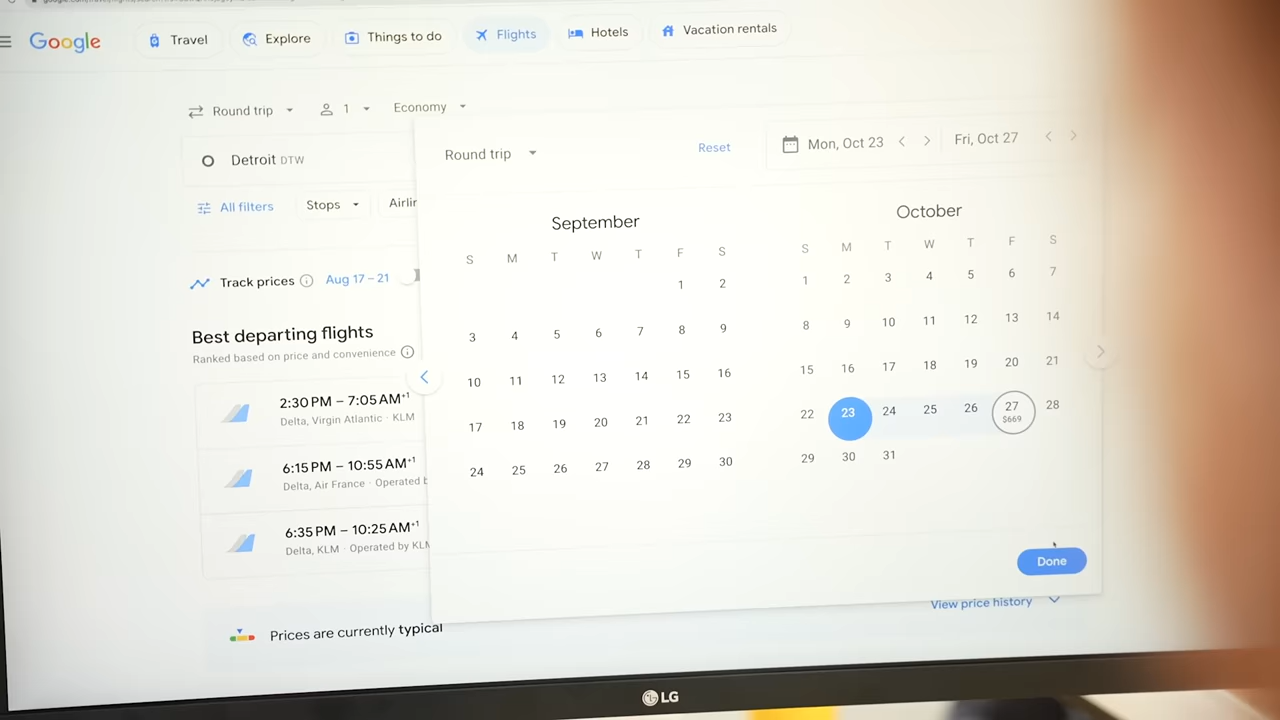 Google
Travel
Explore
Things to do
Flights
Hotels
Vacation rentals
Round trip
1
Economy
Detroit DTW
All filters
Stops
Track prices
Aug 17 – 21
Best departing flights
Ranked based on price and convenience
2:30 PM – 7:05 AM+1
Delta, Virgin Atlantic · KLM
6:15 PM – 10:55 AM+1
Delta, Air France · Operated
6:35 PM – 10:25 AM+1
Delta, KLM · Operated by KLM
Prices are currently typical
View price history
Round trip
Reset
Mon, Oct 23
Fri, Oct 27
September
S M T W T F S
1 2
3 4 5 6 7 8 9
10 11 12 13 14 15 16
17 18 19 20 21 22 23
24 25 26 27 28 29 30
October
S M T W T F S
1 2 3 4 5 6 7
8 9 10 11 12 13 14
15 16 17 18 19 20 21
22 23 24 25 26 27 28
$669
29 30 31
Done
LG